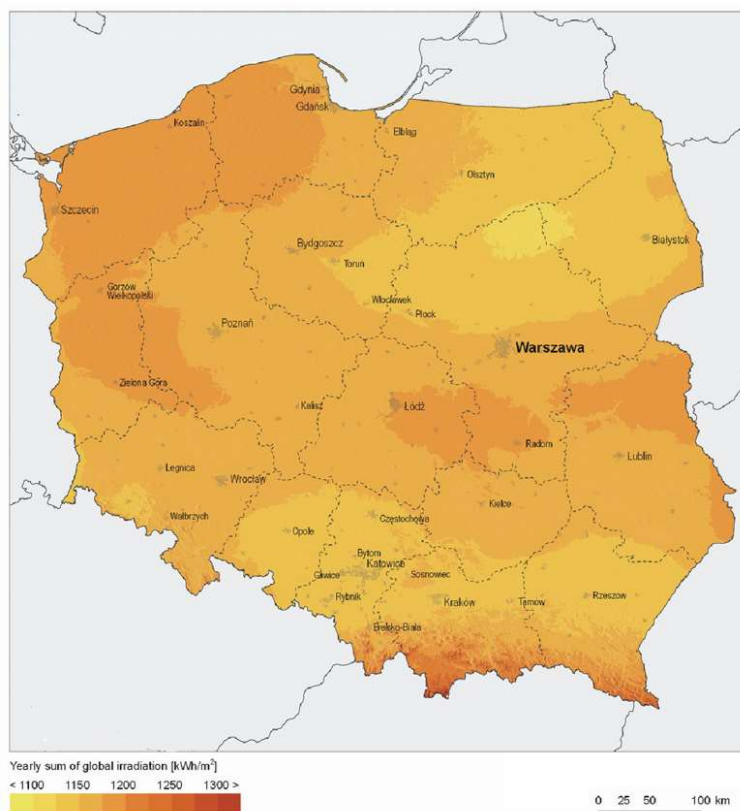 Gdynia
Gdańsk
Koszalin
Elbląg
Olsztyn
Szczecin
Białystok
Bydgoszcz
Toruń
Gorzów
Wielkopolski
Włocławek
Płock
Poznań
Warszawa
Zielona Góra
Kalisz
Łódź
Radom
Lublin
Legnica
Wrocław
Kielce
Wałbrzych
Częstochowa
Opole
Bytom
Katowice
Gliwice
Sosnowiec
Rybnik
Kraków
Tarnow
Rzeszow
Bielsko-Biała
Yearly sum of global irradiation [kWh/m²]
< 1100 1150 1200 1250 1300 >
0 25 50 100 km